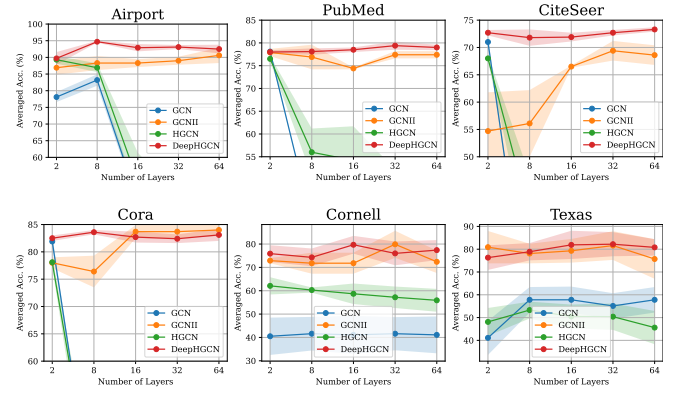 Airport
Averaged Acc. (%)
100
95
90
85
80
75
70
65
60
2 8 16 32 64
Number of Layers
GCN
GCNII
HGCN
DeepHGCN
PubMed
Averaged Acc. (%)
85
80
75
70
65
60
55
2 8 16 32 64
Number of Layers
GCN
GCNII
HGCN
DeepHGCN
CiteSeer
Averaged Acc. (%)
75
70
65
60
55
50
2 8 16 32 64
Number of Layers
GCN
GCNII
HGCN
DeepHGCN
Cora
Averaged Acc. (%)
85
80
75
70
65
60
2 8 16 32 64
Number of Layers
GCN
GCNII
HGCN
DeepHGCN
Cornell
Averaged Acc. (%)
80
70
60
50
40
30
2 8 16 32 64
Number of Layers
GCN
GCNII
HGCN
DeepHGCN
Texas
Averaged Acc. (%)
90
80
70
60
50
40
2 8 16 32 64
Number of Layers
GCN
GCNII
HGCN
DeepHGCN